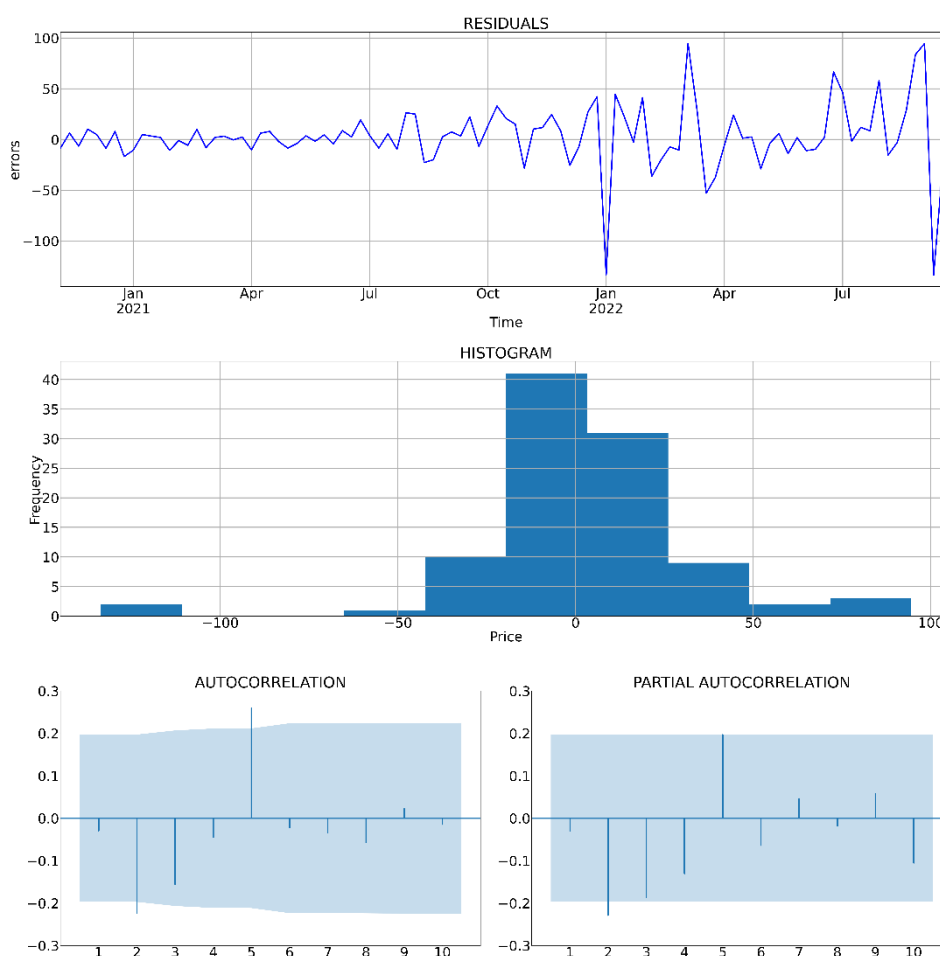 RESIDUALS
100
50
0
−50
−100
errors
Jan Apr Jul Oct Jan Apr Jul
2021 2022
Time
HISTOGRAM
40
35
30
25
20
15
10
5
0
Frequency
−100 −50 0 50 100
Price
AUTOCORRELATION
0.3
0.2
0.1
0.0
−0.1
−0.2
−0.3
1 2 3 4 5 6 7 8 9 10
PARTIAL AUTOCORRELATION
0.3
0.2
0.1
0.0
−0.1
−0.2
−0.3
1 2 3 4 5 6 7 8 9 10